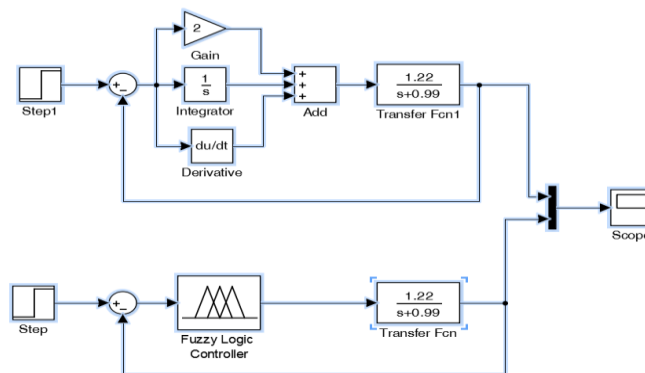 2
Gain
Step1
+
−
1
s
Integrator
+
+
+
Add
1.22
s+0.99
Transfer Fcn1
du/dt
Derivative
Scope
Step
+
−
Fuzzy Logic
Controller
1.22
s+0.99
Transfer Fcn